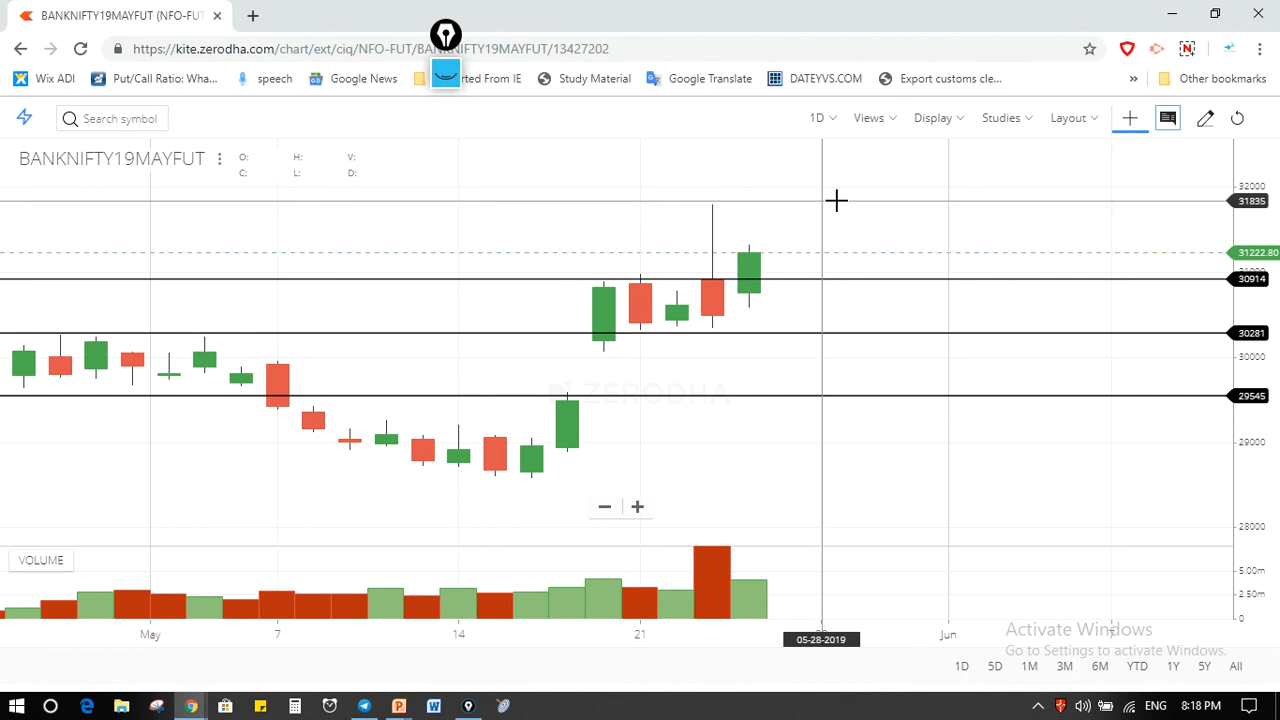 BANKNIFTY19MAYFUT (NFO-FUT
https://kite.zerodha.com/chart/ext/ciq/NFO-FUT/BANKNIFTY19MAYFUT/13427202
Wix ADI Put/Call Ratio: Wha... speech Google News rted From IE Study Material Google Translate DATEYVS.COM Export customs cle... » Other bookmarks
Search symbol 1D Views Display Studies Layout
BANKNIFTY19MAYFUT O: H: V:
C: L: D:
32000
31835
31222.80
30914
30281
30000
ZERODHA
29545
29000
28000
VOLUME
5.00m
2.50m
0
May 7 14 21 Jun
05-28-2019
Activate Windows
Go to Settings to activate Windows.
1D 5D 1M 3M 6M YTD 1Y 5Y All
ENG 8:18 PM